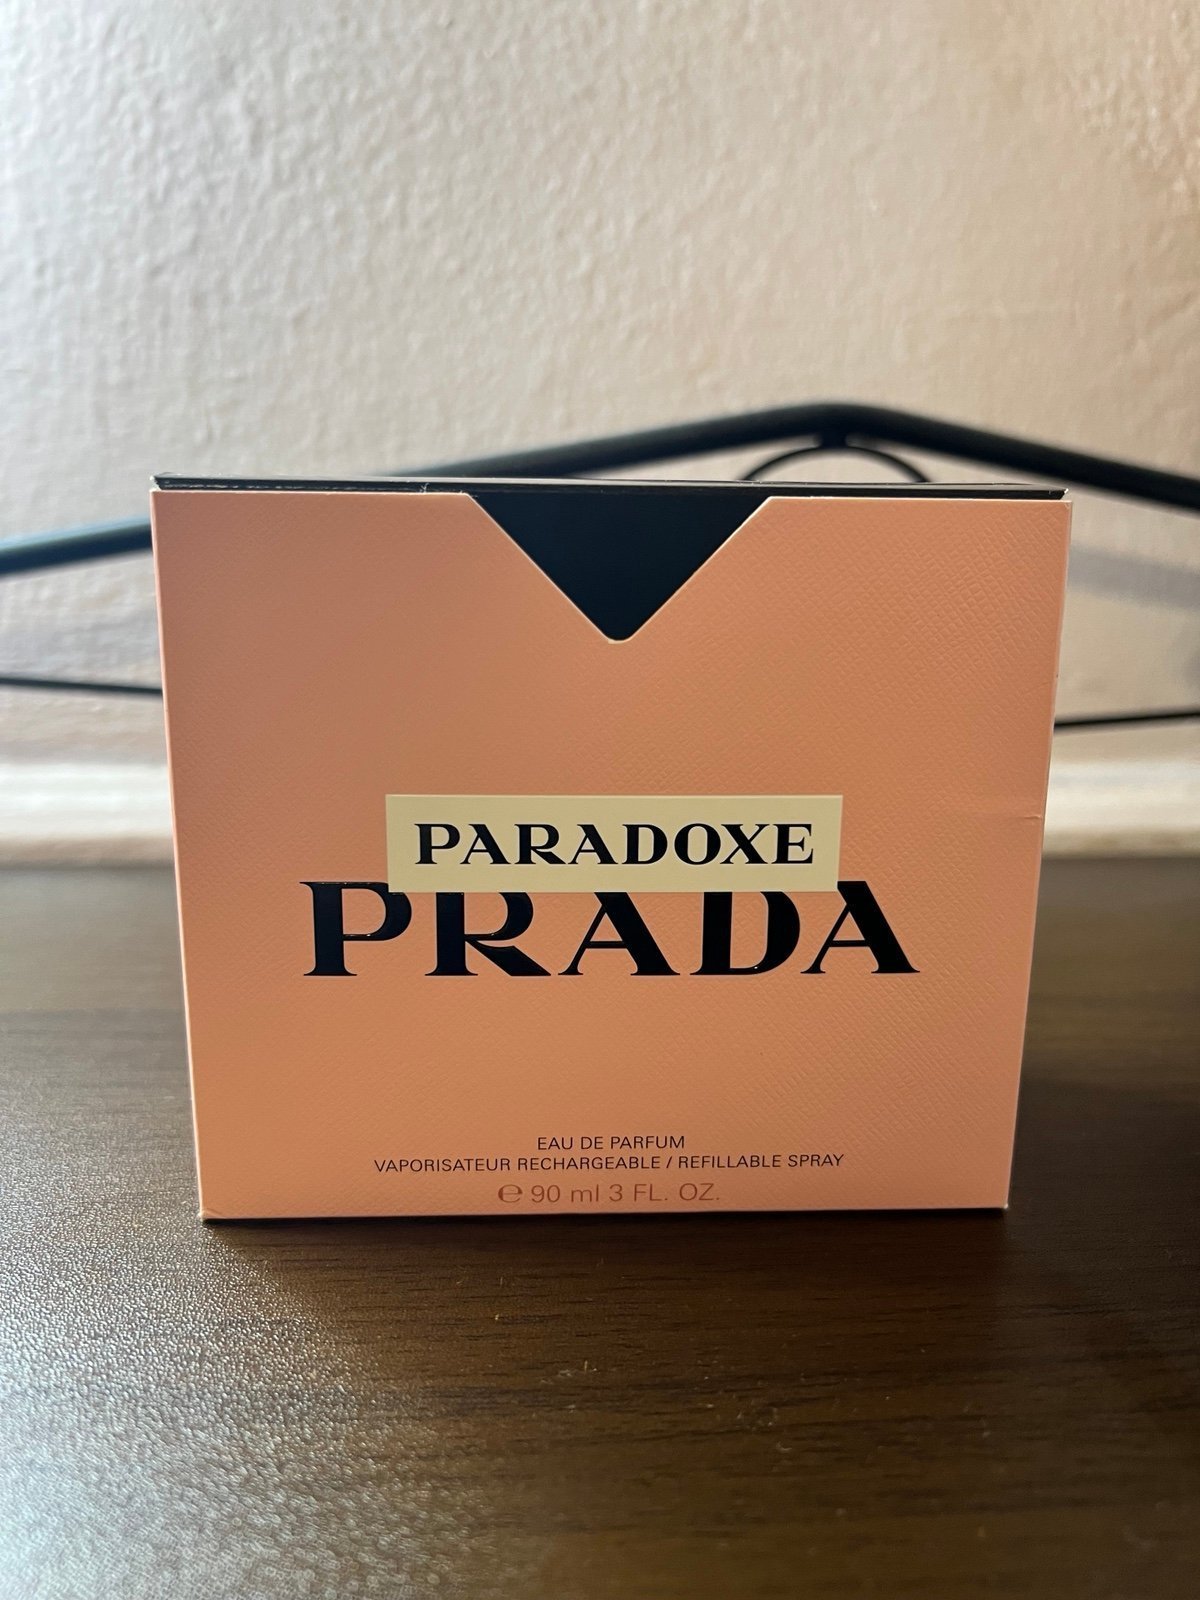 PARADOXE
PRADA
EAU DE PARFUM
VAPORISATEUR RECHARGEABLE / REFILLABLE SPRAY
℮ 90 ml 3 FL. OZ.